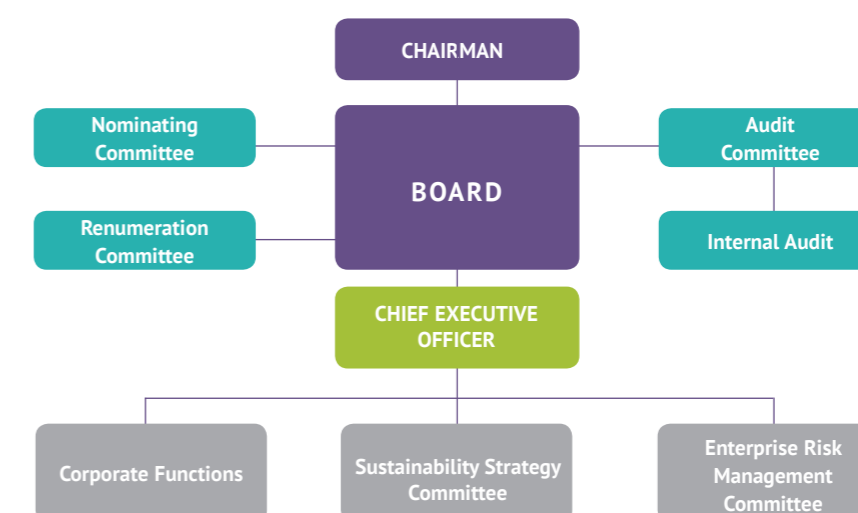 CHAIRMAN
Nominating
Committee
BOARD
Audit
Committee
Renumeration
Committee
Internal Audit
CHIEF EXECUTIVE
OFFICER
Corporate Functions
Sustainability Strategy
Committee
Enterprise Risk
Management
Committee